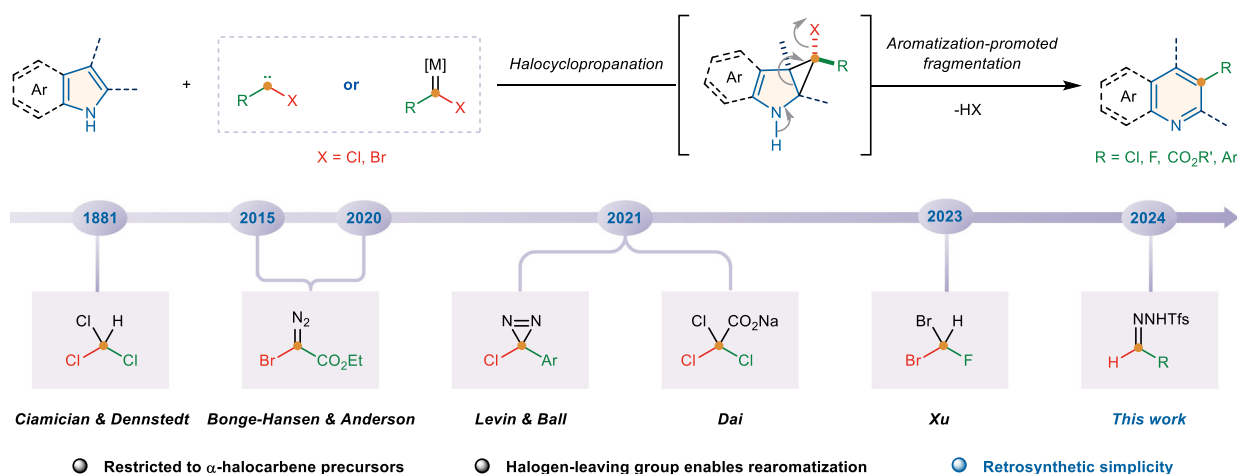 Ar
N
H
+
R
X
or
[M]
R
X
X = Cl, Br
Halocyclopropanation
X
R
N
H
Aromatization-promoted
fragmentation
-HX
Ar
N
R
R = Cl, F, CO₂R', Ar
1881
2015
2020
2021
2023
2024
Cl
H
Cl
Cl
N₂
Br
CO₂Et
N=N
Cl
Ar
Cl
CO₂Na
Cl
Cl
Br
H
Br
F
NNHTfs
H
R
Ciamician & Dennstedt
Bonge-Hansen & Anderson
Levin & Ball
Dai
Xu
This work
Restricted to α-halocarbene precursors
Halogen-leaving group enables rearomatization
Retrosynthetic simplicity